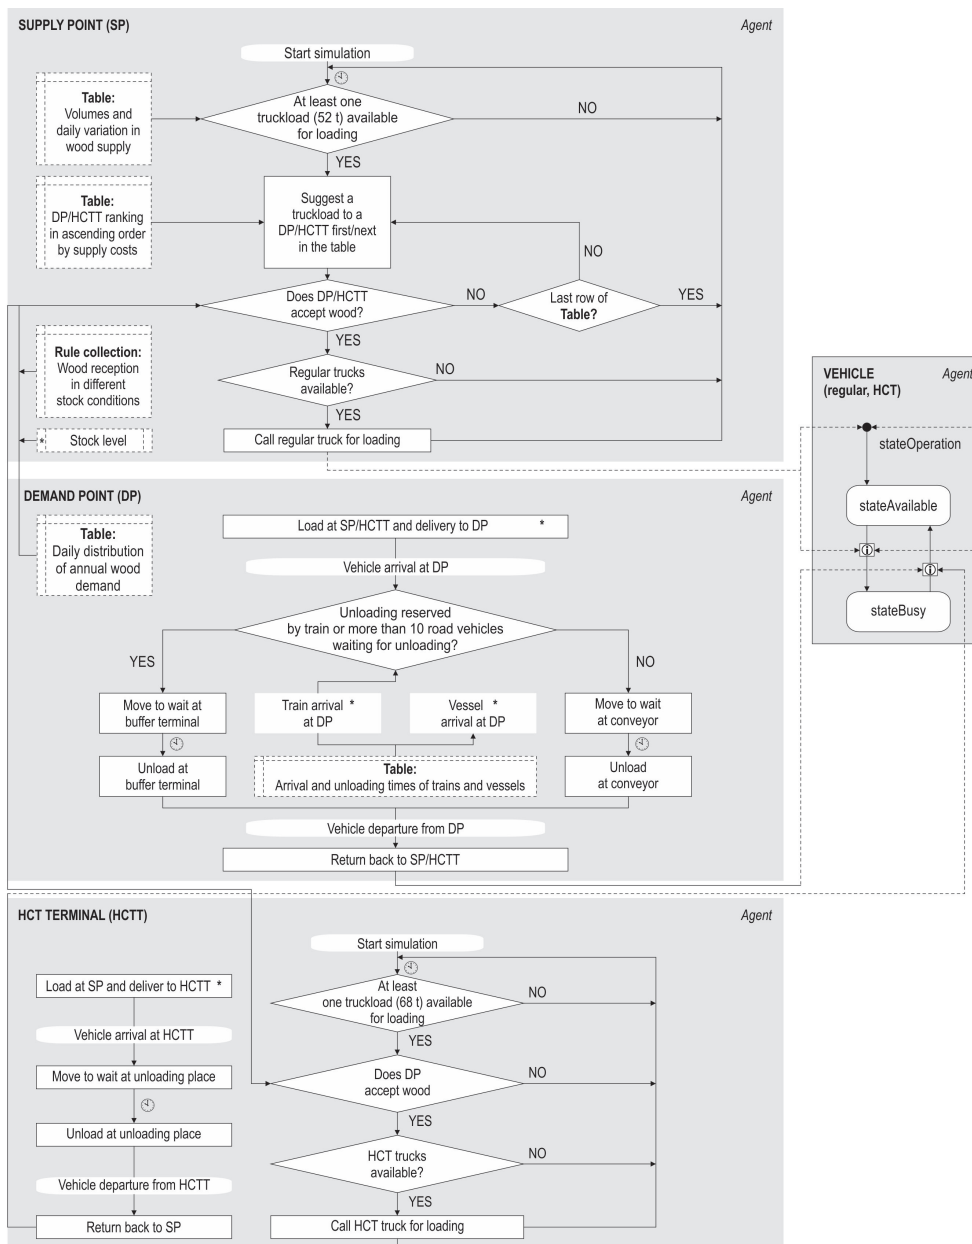 SUPPLY POINT (SP)
Agent
Start simulation
Table:
Volumes and
daily variation in
wood supply
At least one
truckload (52 t) available
for loading
NO
YES
Table:
DP/HCTT ranking
in ascending order
by supply costs
Suggest a
truckload to a
DP/HCTT first/next
in the table
NO
Does DP/HCTT
accept wood?
NO
Last row of
Table?
YES
YES
Rule collection:
Wood reception
in different
stock conditions
Regular trucks
available?
NO
YES
* Stock level
Call regular truck for loading
VEHICLE
(regular, HCT)
Agent
stateOperation
stateAvailable
stateBusy
DEMAND POINT (DP)
Agent
Table:
Daily distribution
of annual wood
demand
Load at SP/HCTT and delivery to DP *
Vehicle arrival at DP
Unloading reserved
by train or more than 10 road vehicles
waiting for unloading?
YES
NO
Move to wait at
buffer terminal
Train arrival *
at DP
Vessel *
arrival at DP
Move to wait
at conveyor
Unload at
buffer terminal
Table:
Arrival and unloading times of trains and vessels
Unload
at conveyor
Vehicle departure from DP
Return back to SP/HCTT
HCT TERMINAL (HCTT)
Agent
Start simulation
Load at SP and deliver to HCTT *
At least
one truckload (68 t) available
for loading
NO
YES
Vehicle arrival at HCTT
Move to wait at unloading place
Does DP
accept wood
NO
YES
Unload at unloading place
HCT trucks
available?
NO
YES
Vehicle departure from HCTT
Return back to SP
Call HCT truck for loading